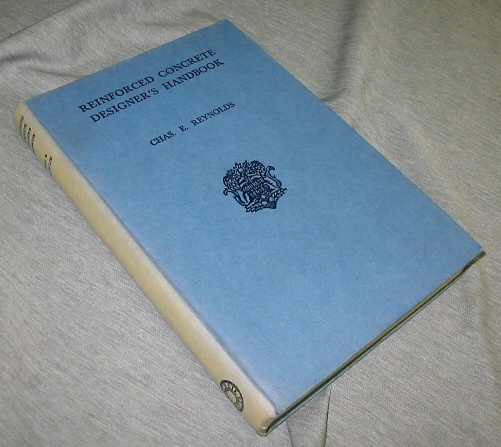 REINFORCED CONCRETE
DESIGNER'S HANDBOOK
CHAS. E. REYNOLDS